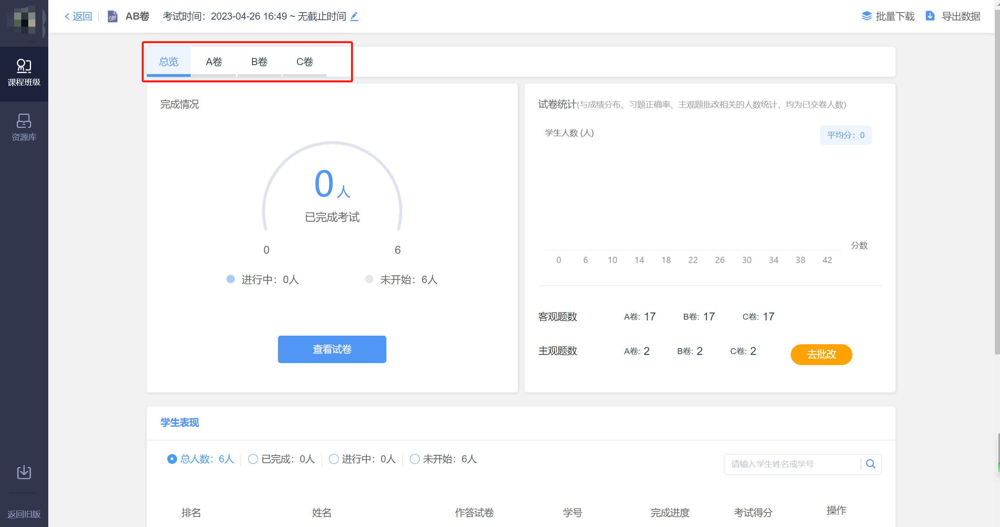 返回
AB卷 考试时间：2023-04-26 16:49 ~ 无截止时间
批量下载 导出数据
课程班级
资源库
返回旧版
总览 A卷 B卷 C卷
完成情况
0人
已完成考试
0 6
进行中：0人 未开始：6人
查看试卷
试卷统计(与成绩分布、习题正确率、主观题批改相关的人数统计，均为已交卷人数)
学生人数 (人)
平均分：0
分数
0 6 10 14 18 22 26 30 34 38 42
客观题数 A卷: 17 B卷: 17 C卷: 17
主观题数 A卷: 2 B卷: 2 C卷: 2
去批改
学生表现
总人数：6人 已完成：0人 进行中：0人 未开始：6人
请输入学生姓名或学号
排名 姓名 作答试卷 学号 完成进度 考试得分 操作